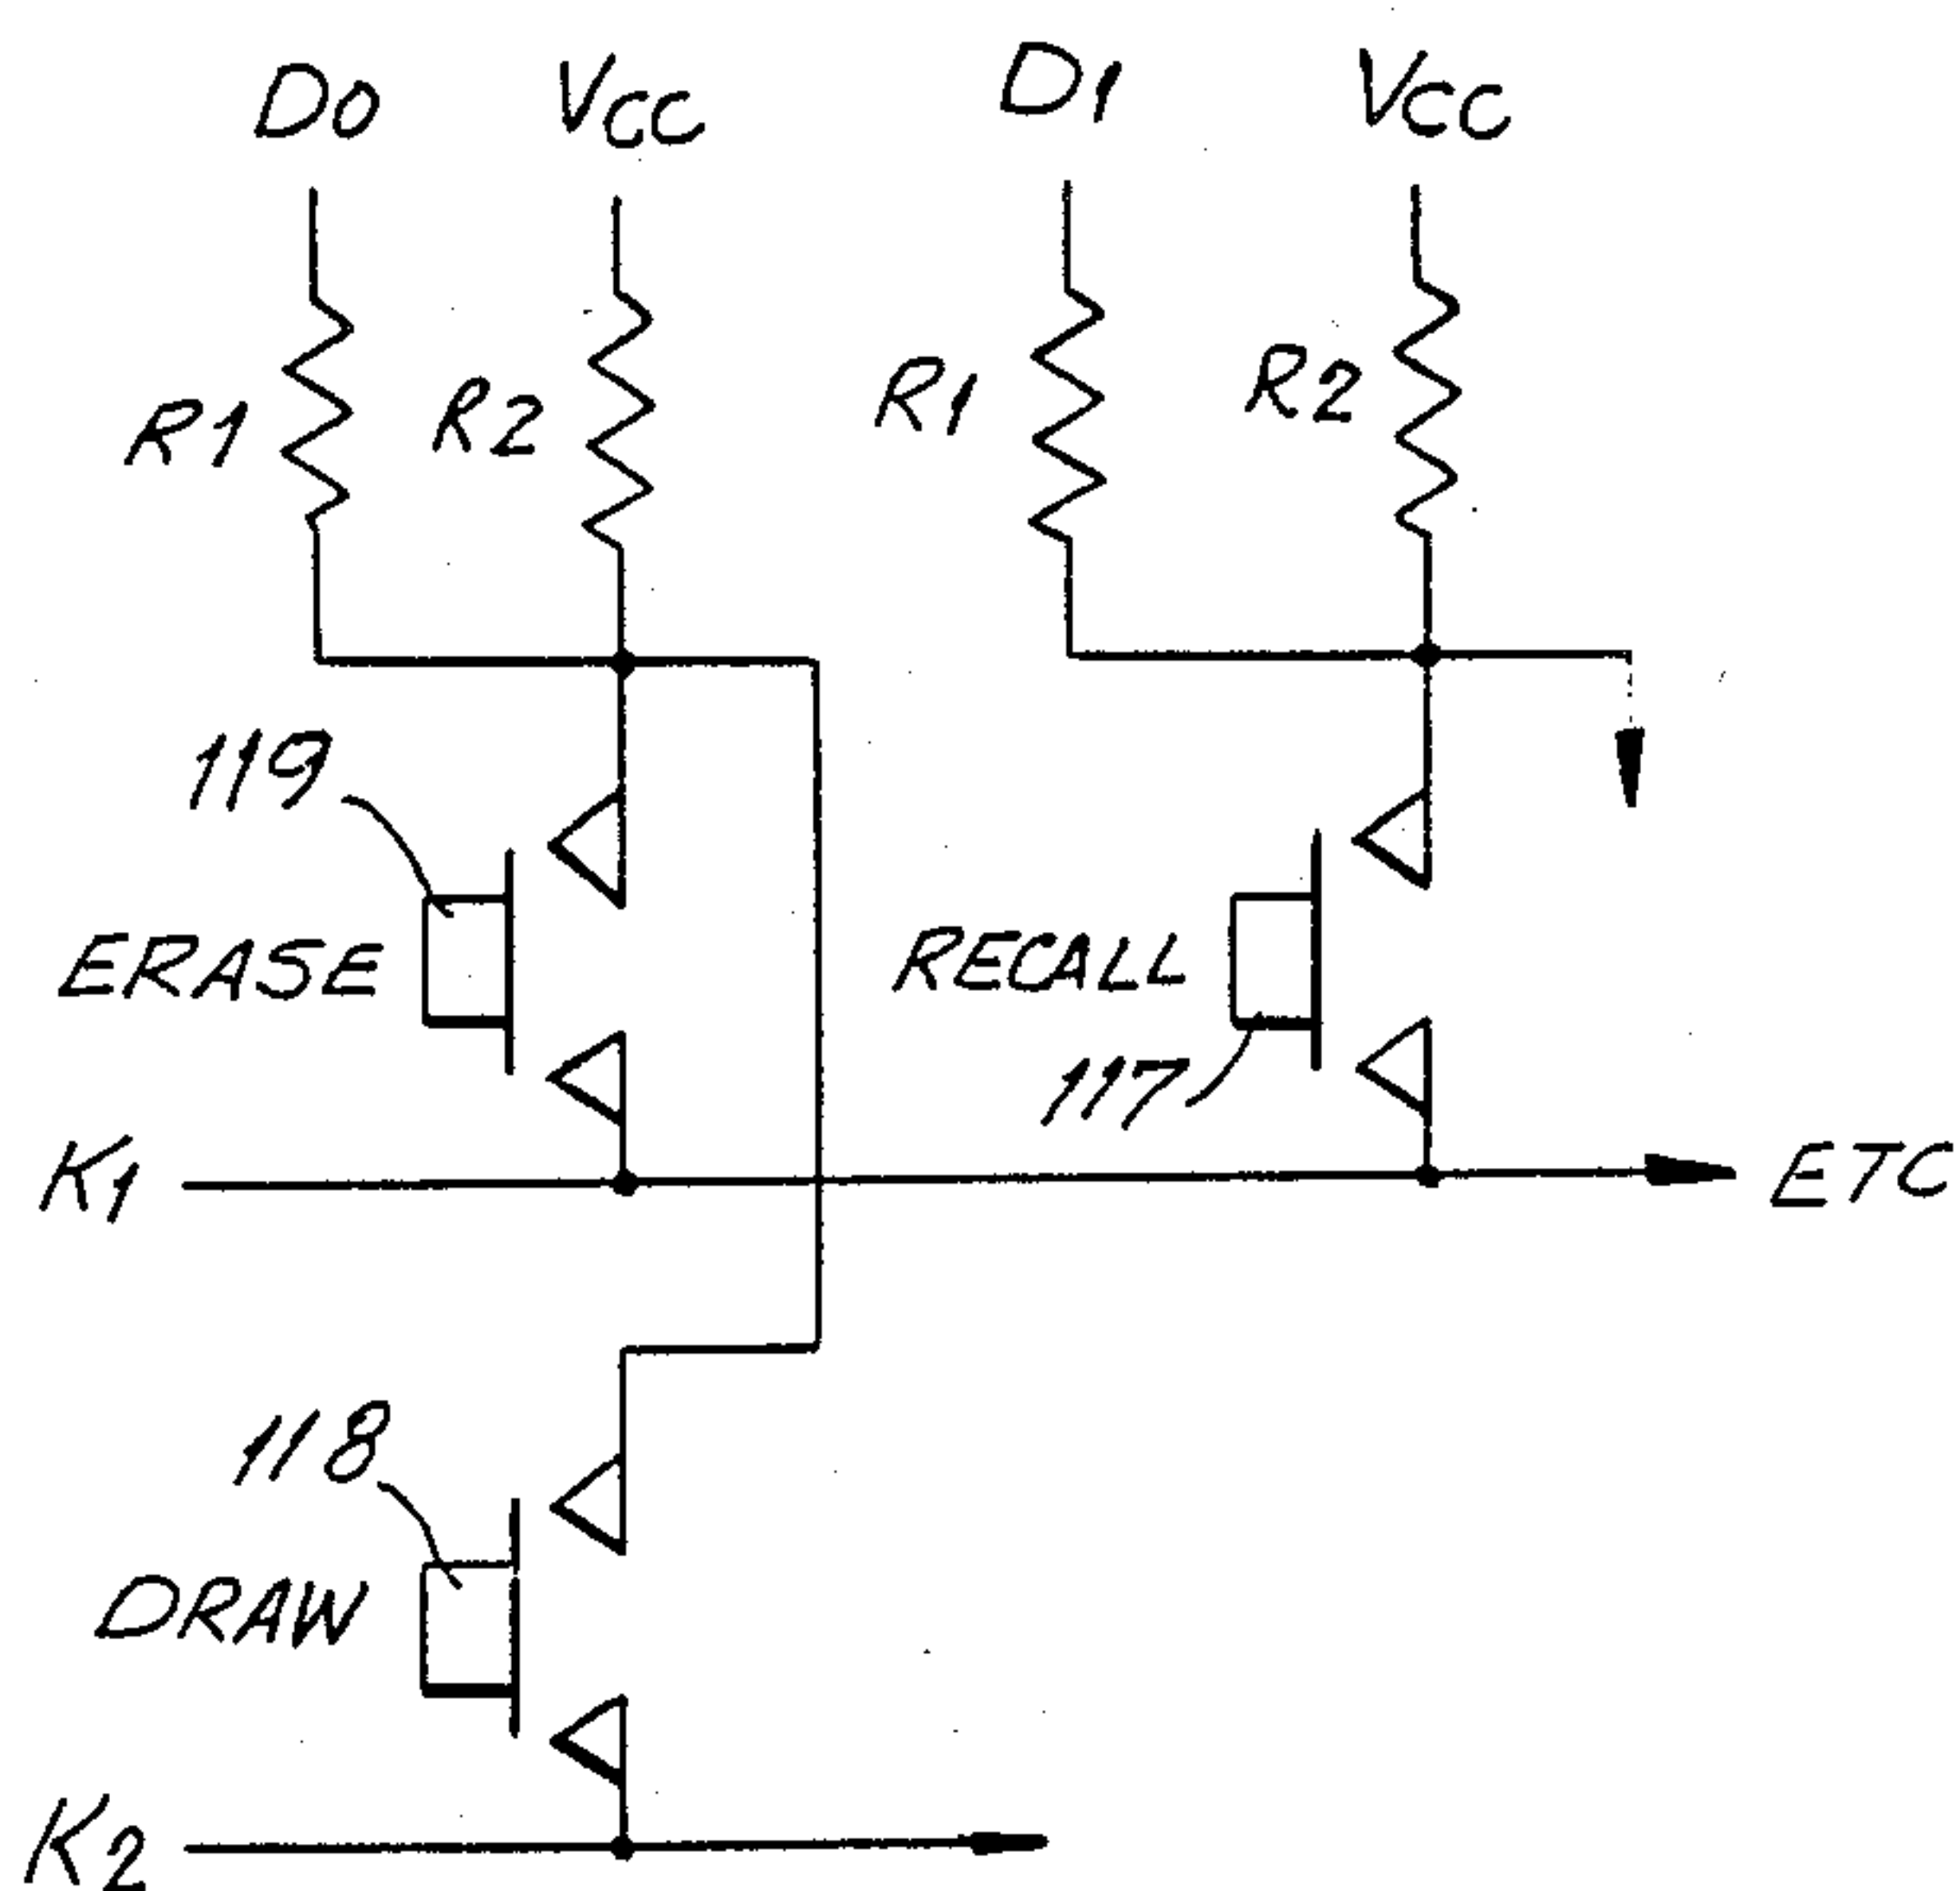 D0 Vcc D1 Vcc
R1 R2 R1 R2
119
ERASE
RECALL
117
K1
ETC
118
DRAW
K2